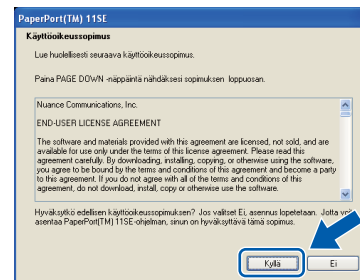 PaperPort(TM) 11SE
Käyttöoikeussopimus
Lue huolellisesti seuraava käyttöoikeussopimus.
Paina PAGE DOWN -näppäintä nähdäksesi sopimuksen loppuosan.
Nuance Communications, Inc.
END-USER LICENSE AGREEMENT
The software and materials provided with this agreement are licensed, not sold, and are
available for use only under the terms of this license agreement. Please read this
agreement carefully. By downloading, installing, copying, or otherwise using the software,
you agree to be bound by the terms and conditions of this agreement and become a party
to this agreement. If you do not agree with all of the terms and conditions of this
agreement, do not download, install, copy or otherwise use the software.
Hyväksytkö edellisen käyttöoikeussopimuksen? Jos valitset Ei, asennus lopetetaan. Jotta
asentaa PaperPort(TM) 11SE-ohjelman, sinun on hyväksyttävä tämä sopimus.
Kyllä Ei